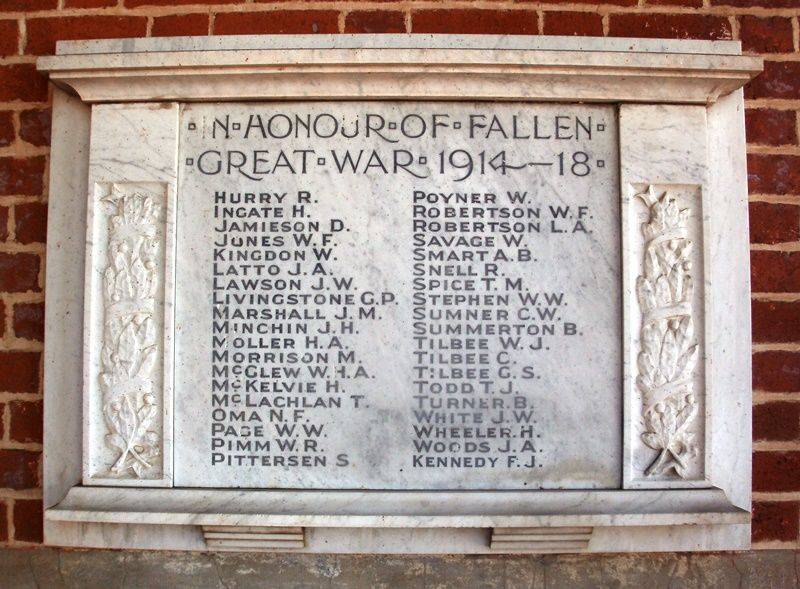 IN·HONOUR·OF·FALLEN
GREAT·WAR·1914—18
HURRY R.
INGATE H.
JAMIESON D.
JONES W.F.
KINGDON W.
LATTO J.A.
LAWSON J.W.
LIVINGSTONE G.P.
MARSHALL J.M.
MINCHIN J.H.
MOLLER H.A.
MORRISON M.
McGLEW W.H.A.
McKELVIE H.
McLACHLAN T.
OMA N.F.
PAGE W.W.
PIMM W.R.
PITTERSEN S
POYNER W.
ROBERTSON W.F.
ROBERTSON L.A.
SAVAGE W.
SMART A.B.
SNELL R.
SPICE T.M.
STEPHEN W.W.
SUMNER C.W.
SUMMERTON B.
TILBEE W.J.
TILBEE C.
TILBEE G.S.
TODD T.J.
TURNER B.
WHITE J.W.
WHEELER H.
WOODS J.A.
KENNEDY F.J.